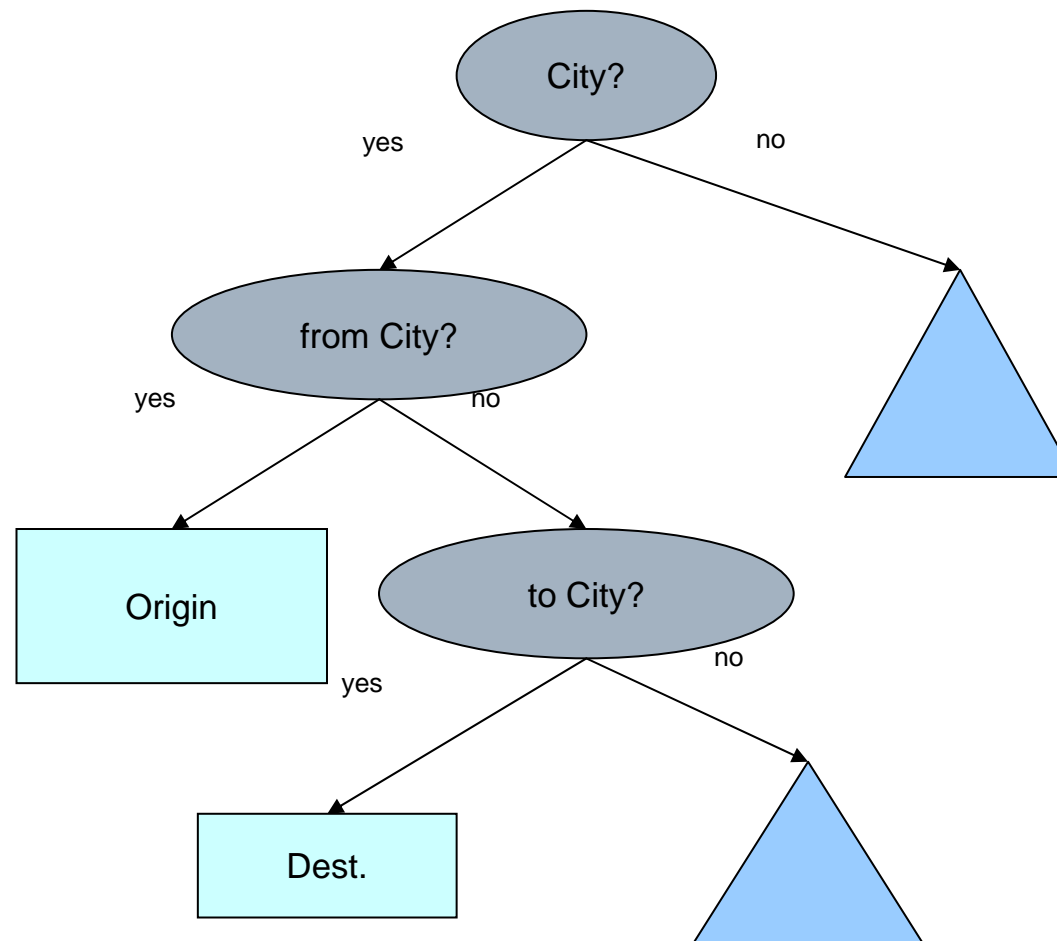 City?
yes
no
from City?
yes
no
Origin
to City?
yes
no
Dest.